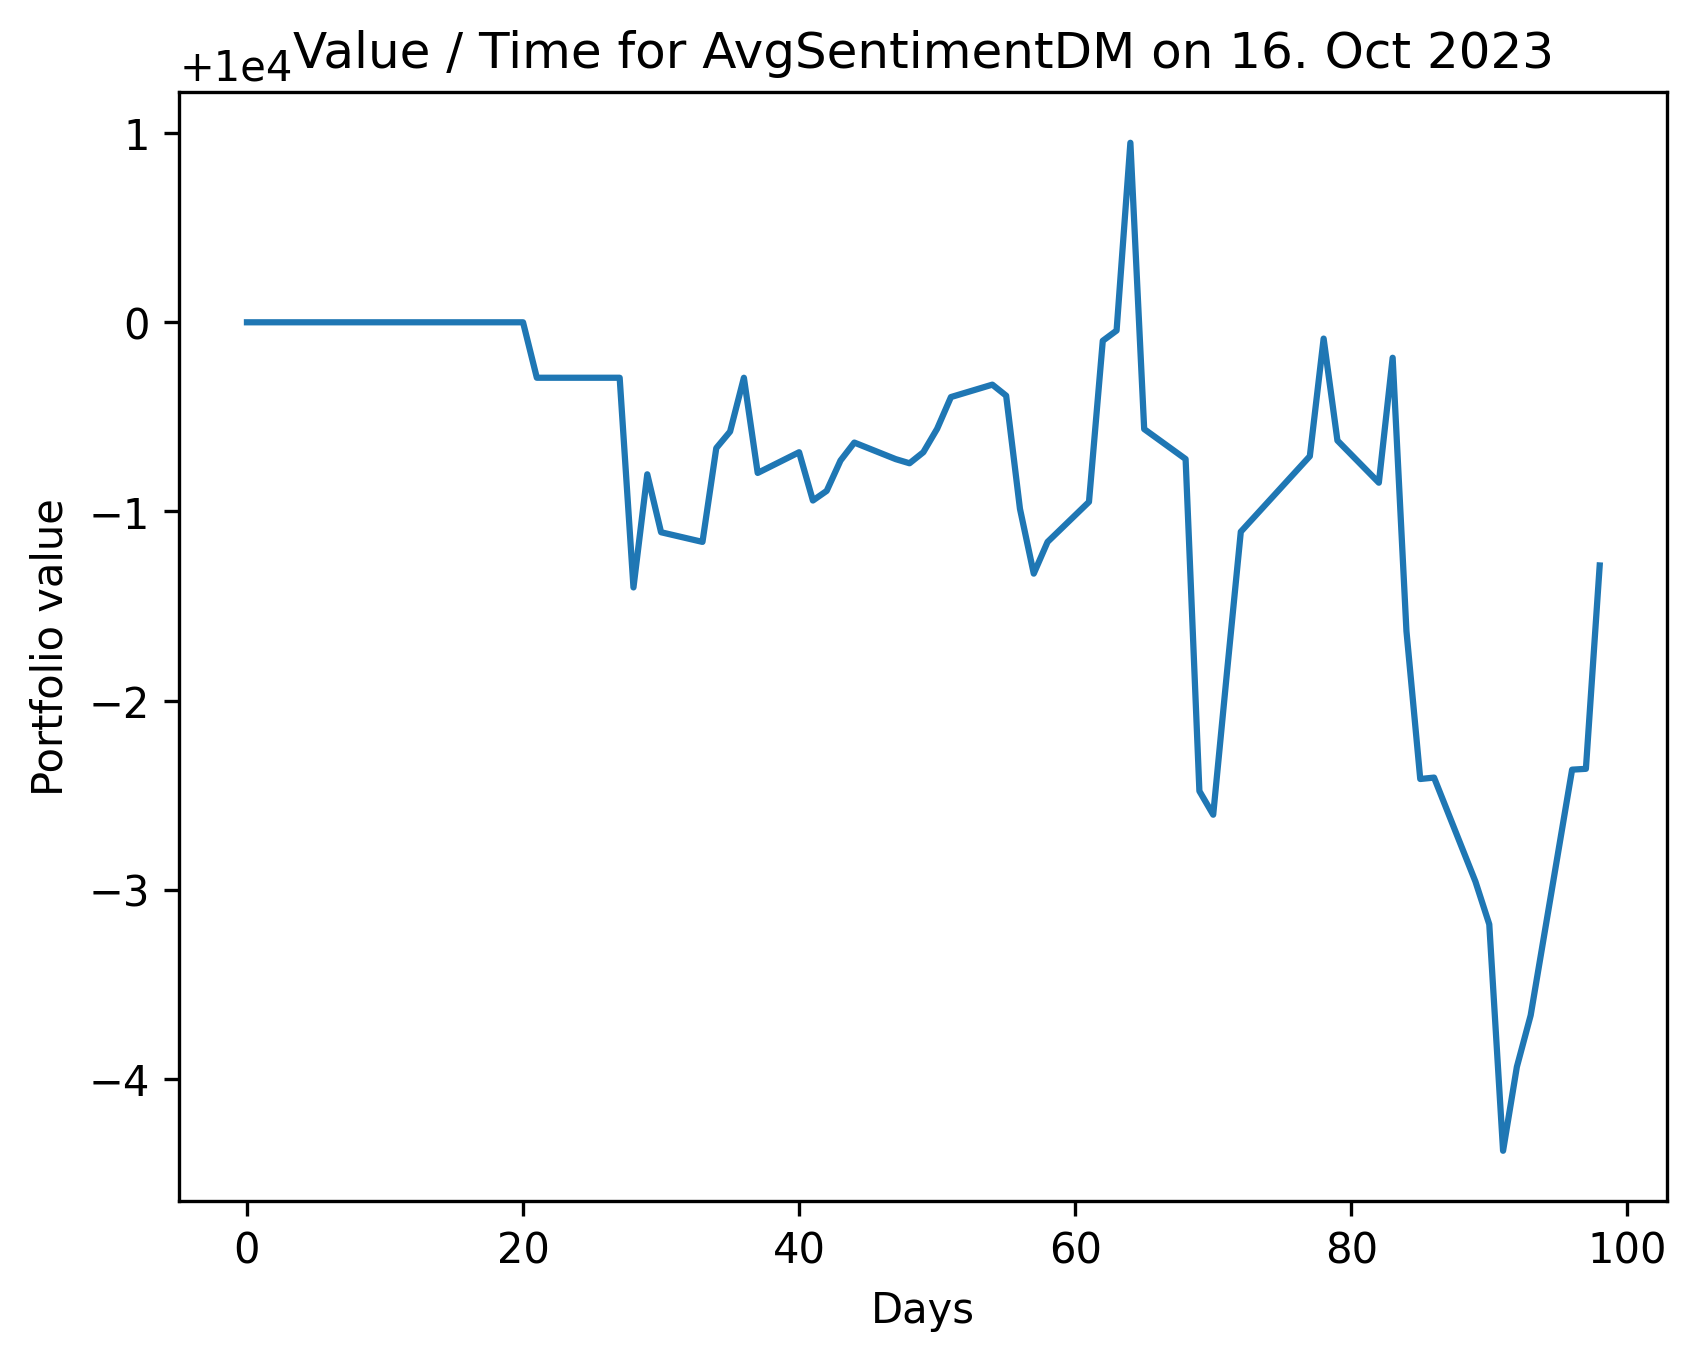 Value / Time for AvgSentimentDM on 16. Oct 2023
+1e4
1
0
−1
−2
−3
−4
Portfolio value
0 20 40 60 80 100
Days